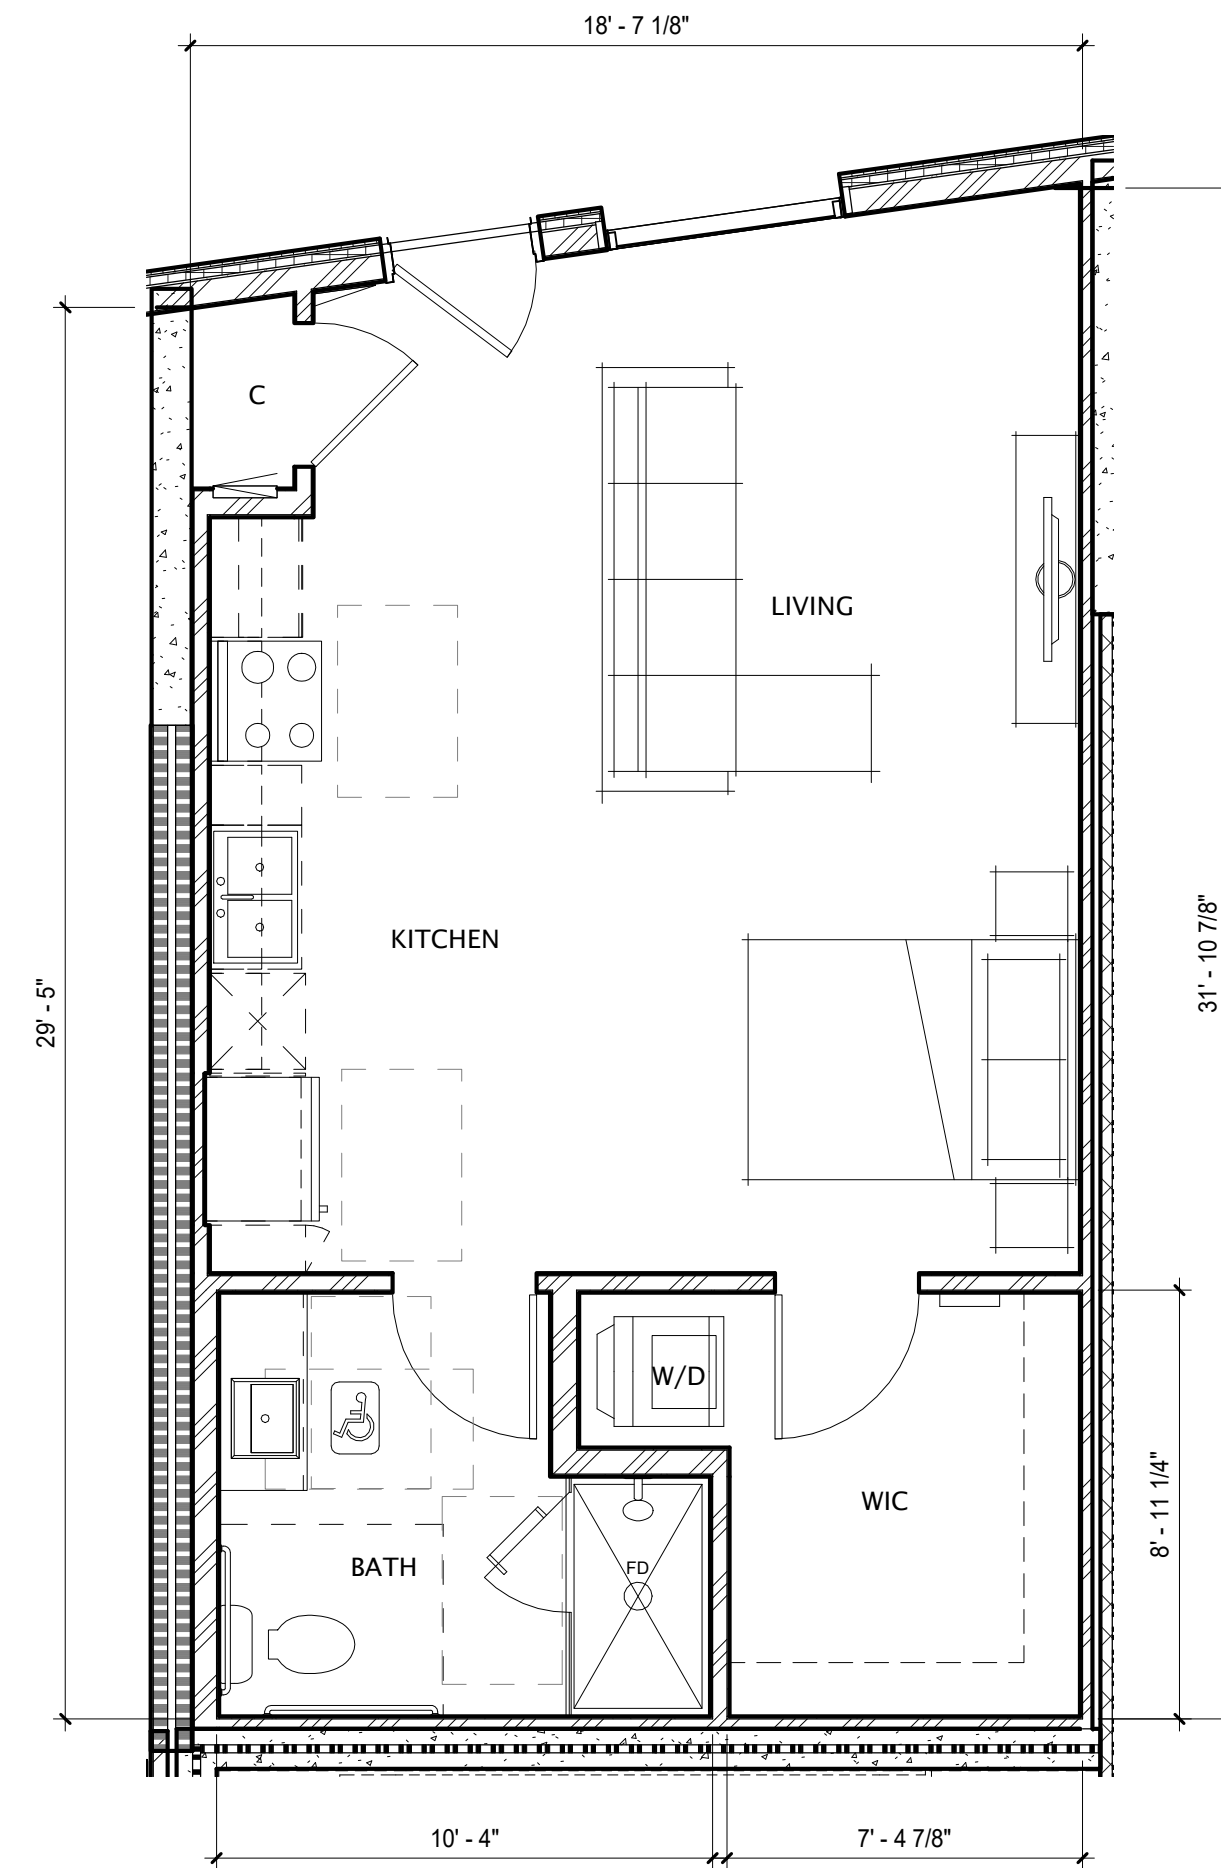 18' - 7 1/8"
C
LIVING
KITCHEN
31' - 10 7/8"
29' - 5"
W/D
WIC
8' - 11 1/4"
BATH
FD
10' - 4"
7' - 4 7/8"